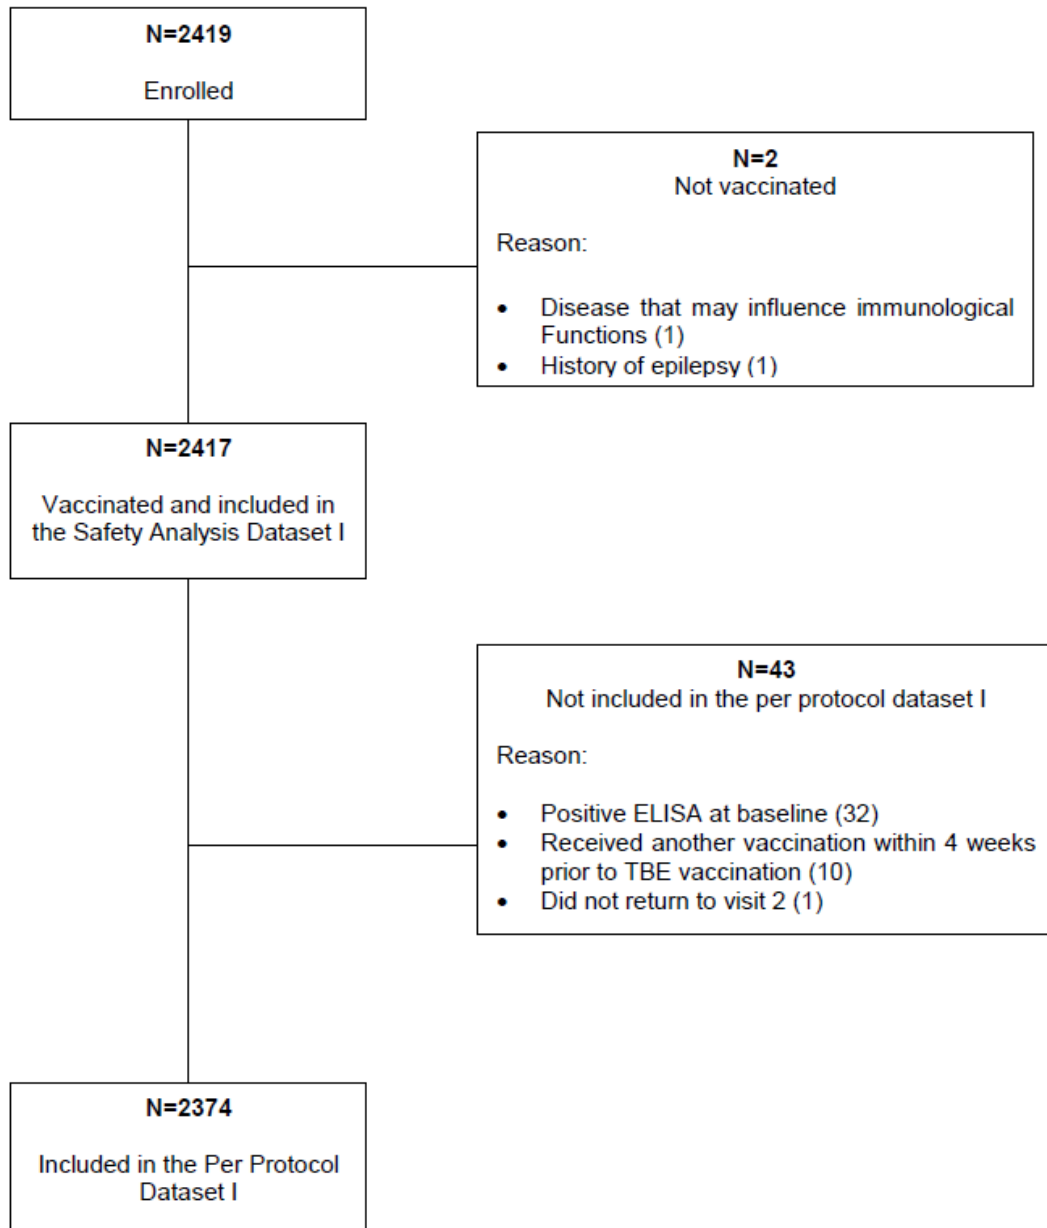 N=2419
Enrolled
N=2
Not vaccinated
Reason:
• Disease that may influence immunological
Functions (1)
• History of epilepsy (1)
N=2417
Vaccinated and included in
the Safety Analysis Dataset I
N=43
Not included in the per protocol dataset I
Reason:
• Positive ELISA at baseline (32)
• Received another vaccination within 4 weeks
prior to TBE vaccination (10)
• Did not return to visit 2 (1)
N=2374
Included in the Per Protocol
Dataset I